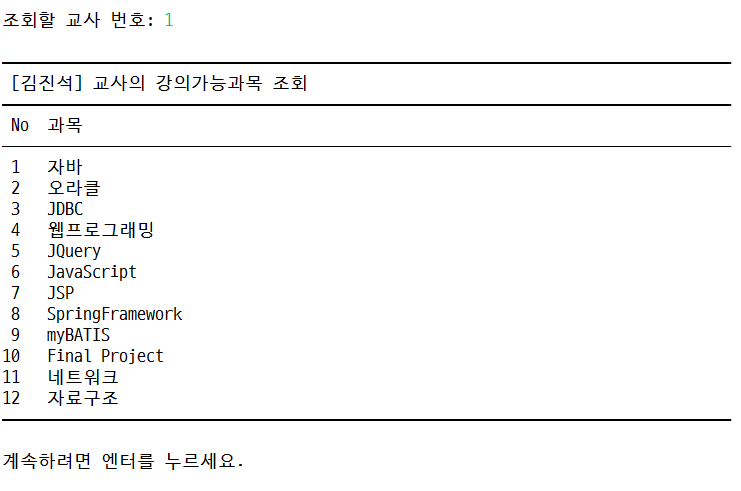 조회할 교사 번호: 1
[김진석] 교사의 강의가능과목 조회
No 과목
1 자바
2 오라클
3 JDBC
4 웹프로그래밍
5 JQuery
6 JavaScript
7 JSP
8 SpringFramework
9 myBATIS
10 Final Project
11 네트워크
12 자료구조
계속하려면 엔터를 누르세요.